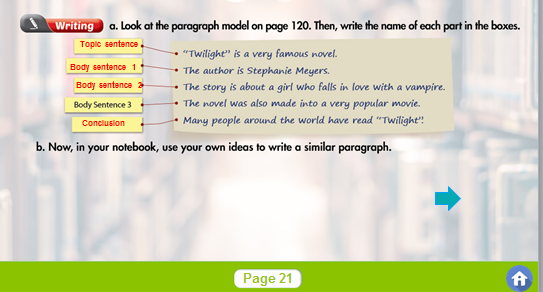 Writing a. Look at the paragraph model on page 120. Then, write the name of each part in the boxes.
Topic sentence
"Twilight" is a very famous novel.
Body sentence 1
The author is Stephanie Meyers.
Body sentence 2
The story is about a girl who falls in love with a vampire.
Body Sentence 3
The novel was also made into a very popular movie.
Conclusion
Many people around the world have read "Twilight".
b. Now, in your notebook, use your own ideas to write a similar paragraph.
Page 21